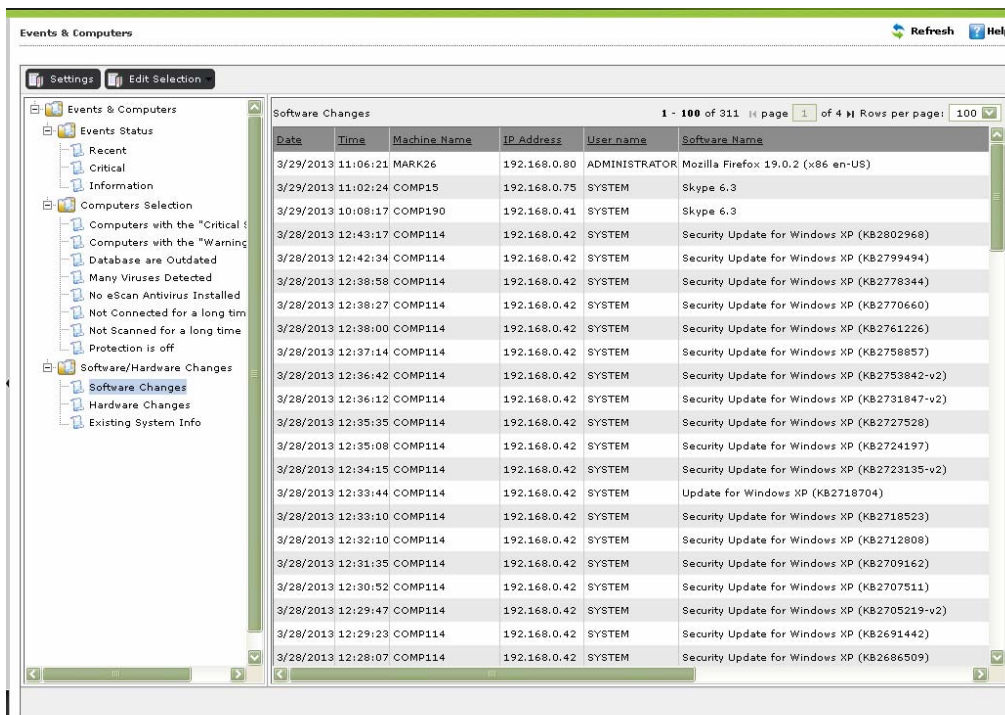 Events & Computers
Refresh
Settings
Edit Selection
Events & Computers
Events Status
Recent
Critical
Information
Computers Selection
Computers with the "Critical
Computers with the "Warning
Database are Outdated
Many Viruses Detected
No eScan Antivirus Installed
Not Connected for a long tim
Not Scanned for a long time
Protection is off
Software/Hardware Changes
Software Changes
Hardware Changes
Existing System Info
Software Changes 1 - 100 of 311 page 1 of 4 Rows per page: 100
Date Time Machine Name IP Address User name Software Name
3/29/2013 11:06:21 MARK26 192.168.0.80 ADMINISTRATOR Mozilla Firefox 19.0.2 (x86 en-US)
3/29/2013 11:02:24 COMP15 192.168.0.75 SYSTEM Skype 6.3
3/29/2013 10:08:17 COMP190 192.168.0.41 SYSTEM Skype 6.3
3/28/2013 12:43:17 COMP114 192.168.0.42 SYSTEM Security Update for Windows XP (KB2802968)
3/28/2013 12:42:34 COMP114 192.168.0.42 SYSTEM Security Update for Windows XP (KB2799494)
3/28/2013 12:38:58 COMP114 192.168.0.42 SYSTEM Security Update for Windows XP (KB2778344)
3/28/2013 12:38:27 COMP114 192.168.0.42 SYSTEM Security Update for Windows XP (KB2770660)
3/28/2013 12:38:00 COMP114 192.168.0.42 SYSTEM Security Update for Windows XP (KB2761226)
3/28/2013 12:37:14 COMP114 192.168.0.42 SYSTEM Security Update for Windows XP (KB2758857)
3/28/2013 12:36:42 COMP114 192.168.0.42 SYSTEM Security Update for Windows XP (KB2753842-v2)
3/28/2013 12:36:12 COMP114 192.168.0.42 SYSTEM Security Update for Windows XP (KB2731847-v2)
3/28/2013 12:35:35 COMP114 192.168.0.42 SYSTEM Security Update for Windows XP (KB2727528)
3/28/2013 12:35:08 COMP114 192.168.0.42 SYSTEM Security Update for Windows XP (KB2724197)
3/28/2013 12:34:15 COMP114 192.168.0.42 SYSTEM Security Update for Windows XP (KB2723135-v2)
3/28/2013 12:33:44 COMP114 192.168.0.42 SYSTEM Update for Windows XP (KB2718704)
3/28/2013 12:33:10 COMP114 192.168.0.42 SYSTEM Security Update for Windows XP (KB2718523)
3/28/2013 12:32:10 COMP114 192.168.0.42 SYSTEM Security Update for Windows XP (KB2712808)
3/28/2013 12:31:35 COMP114 192.168.0.42 SYSTEM Security Update for Windows XP (KB2709162)
3/28/2013 12:30:52 COMP114 192.168.0.42 SYSTEM Security Update for Windows XP (KB2707511)
3/28/2013 12:29:47 COMP114 192.168.0.42 SYSTEM Security Update for Windows XP (KB2705219-v2)
3/28/2013 12:29:23 COMP114 192.168.0.42 SYSTEM Security Update for Windows XP (KB2691442)
3/28/2013 12:28:07 COMP114 192.168.0.42 SYSTEM Security Update for Windows XP (KB2686509)